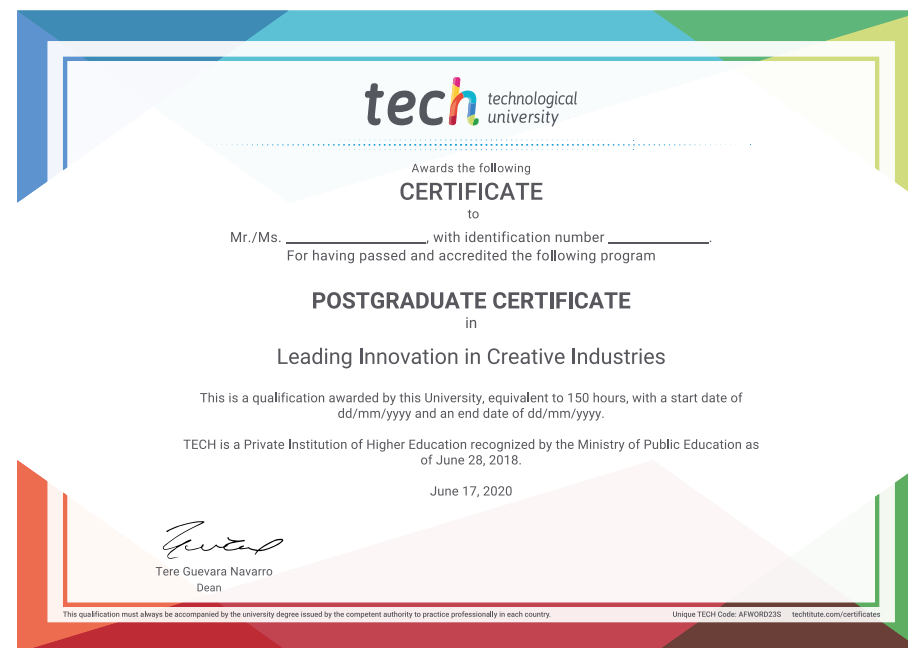 tech technological
university
Awards the following
CERTIFICATE
to
Mr./Ms. ____________________, with identification number ______________.
For having passed and accredited the following program
POSTGRADUATE CERTIFICATE
in
Leading Innovation in Creative Industries
This is a qualification awarded by this University, equivalent to 150 hours, with a start date of
dd/mm/yyyy and an end date of dd/mm/yyyy.
TECH is a Private Institution of Higher Education recognized by the Ministry of Public Education as
of June 28, 2018.
June 17, 2020
Tere Guevara Navarro
Dean
This qualification must always be accompanied by the university degree issued by the competent authority to practice professionally in each country. Unique TECH Code: AFWORD23S techtitute.com/certificates